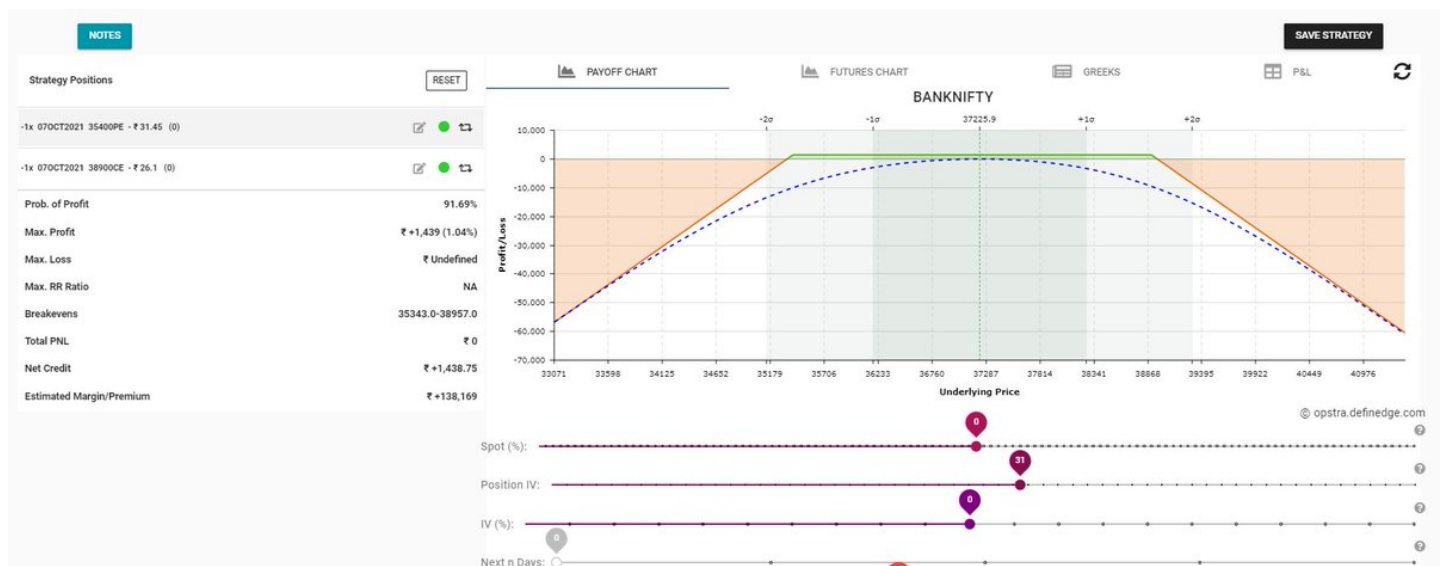 NOTES
SAVE STRATEGY
Strategy Positions
RESET
-1x 07OCT2021 35400PE - ₹ 31.45 (0)
-1x 07OCT2021 38900CE - ₹ 26.1 (0)
Prob. of Profit 91.69%
Max. Profit ₹ +1,439 (1.04%)
Max. Loss ₹ Undefined
Max. RR Ratio NA
Breakevens 35343.0-38957.0
Total PNL ₹ 0
Net Credit ₹ +1,438.75
Estimated Margin/Premium ₹ +138,169
PAYOFF CHART FUTURES CHART GREEKS P&L
BANKNIFTY
-2σ -1σ 37225.9 +1σ +2σ
10,000
0
-10,000
-20,000
-30,000
-40,000
-50,000
-60,000
-70,000
Profit/Loss
33071 33598 34125 34652 35179 35706 36233 36760 37287 37814 38341 38868 39395 39922 40449 40976
Underlying Price
© opstra.definedge.com
0
Spot (%): ?
31
Position IV: ?
0
IV (%): ?
0
Next n Days: ?